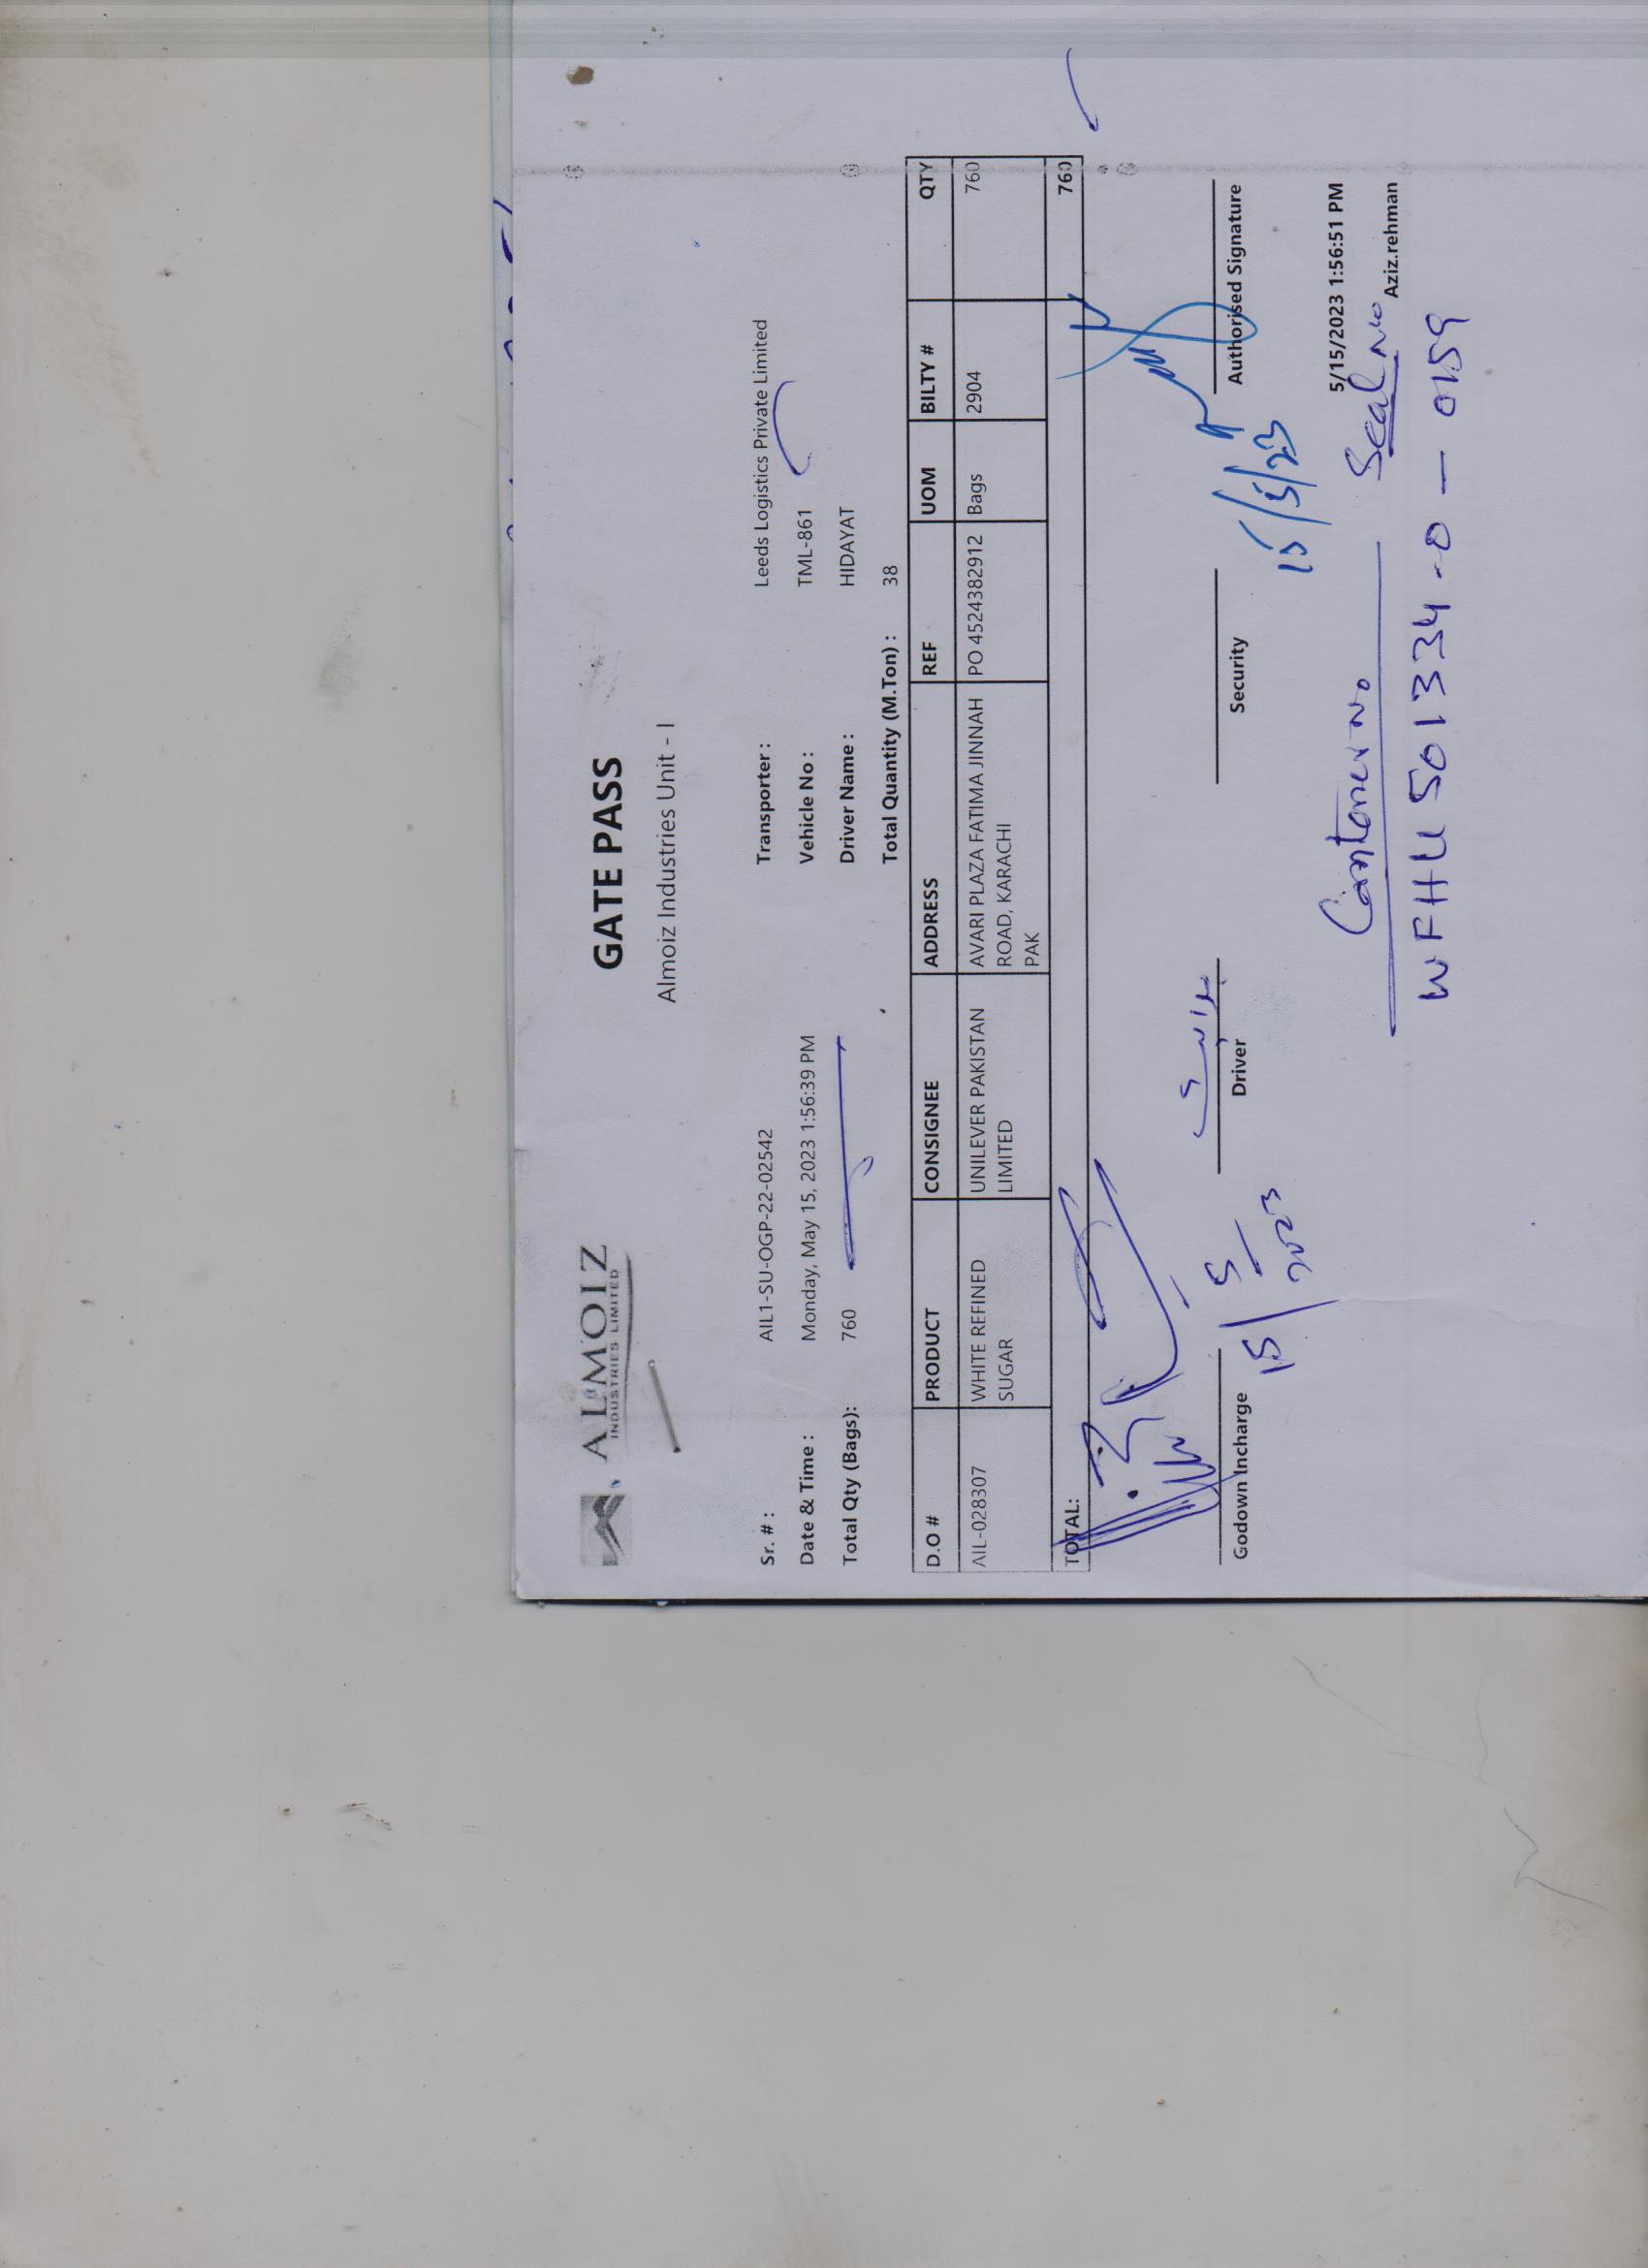 ALMOIZ
INDUSTRIES LIMITED
GATE PASS
Almoiz Industries Unit - I
Sr. # : AIL1-SU-OGP-22-02542 Transporter : Leeds Logistics Private Limited
Date & Time : Monday, May 15, 2023 1:56:39 PM Vehicle No : TML-861
Total Qty (Bags): 760 Driver Name : HIDAYAT
Total Quantity (M.Ton) : 38
D.O # PRODUCT CONSIGNEE ADDRESS REF UOM BILTY # QTY
AIL-028307 WHITE REFINED UNILEVER PAKISTAN AVARI PLAZA FATIMA JINNAH PO 4524382912 Bags 2904 760
SUGAR LIMITED ROAD, KARACHI
PAK
TOTAL: 760
Godown Incharge Driver Security Authorised Signature
15/5/2023 15/5/23
5/15/2023 1:56:51 PM
Container No Seal No
Aziz.rehman
WFHU 501334-0 — 0159